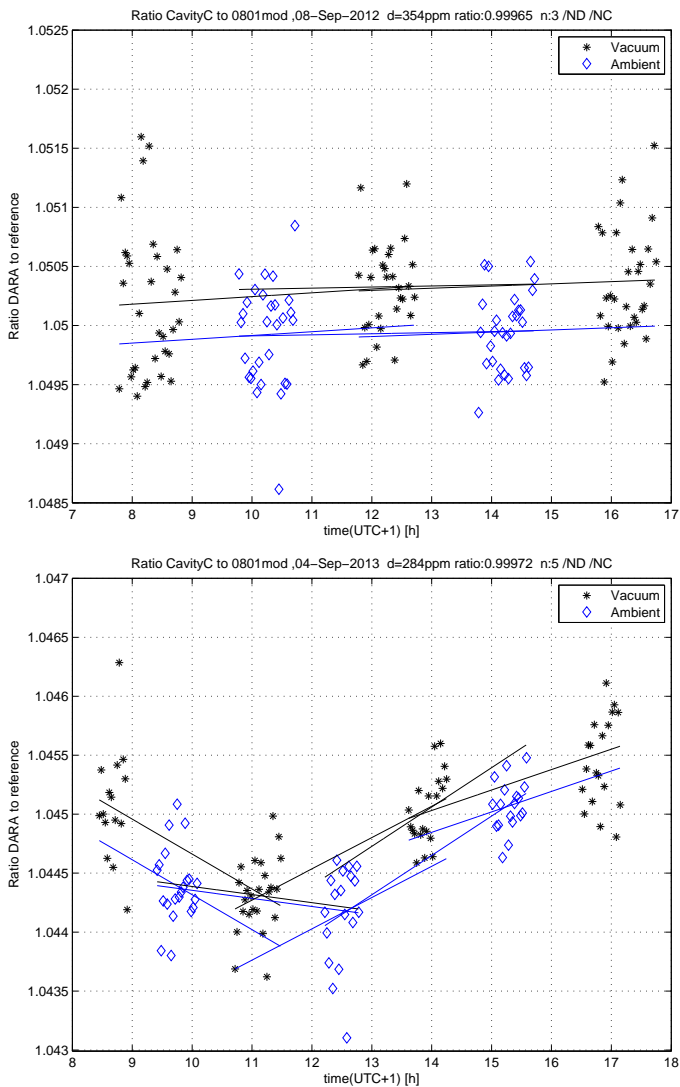 Ratio CavityC to 0801mod ,08−Sep−2012  d=354ppm ratio:0.99965  n:3 /ND /NC
1.0525
1.052
1.0515
1.051
1.0505
1.05
1.0495
1.049
1.0485
Ratio DARA to reference
Vacuum
Ambient
7 8 9 10 11 12 13 14 15 16 17 18
time(UTC+1) [h]
Ratio CavityC to 0801mod ,04−Sep−2013  d=284ppm ratio:0.99972  n:5 /ND /NC
1.047
1.0465
1.046
1.0455
1.045
1.0445
1.044
1.0435
1.043
Ratio DARA to reference
Vacuum
Ambient
8 9 10 11 12 13 14 15 16 17 18
time(UTC+1) [h]